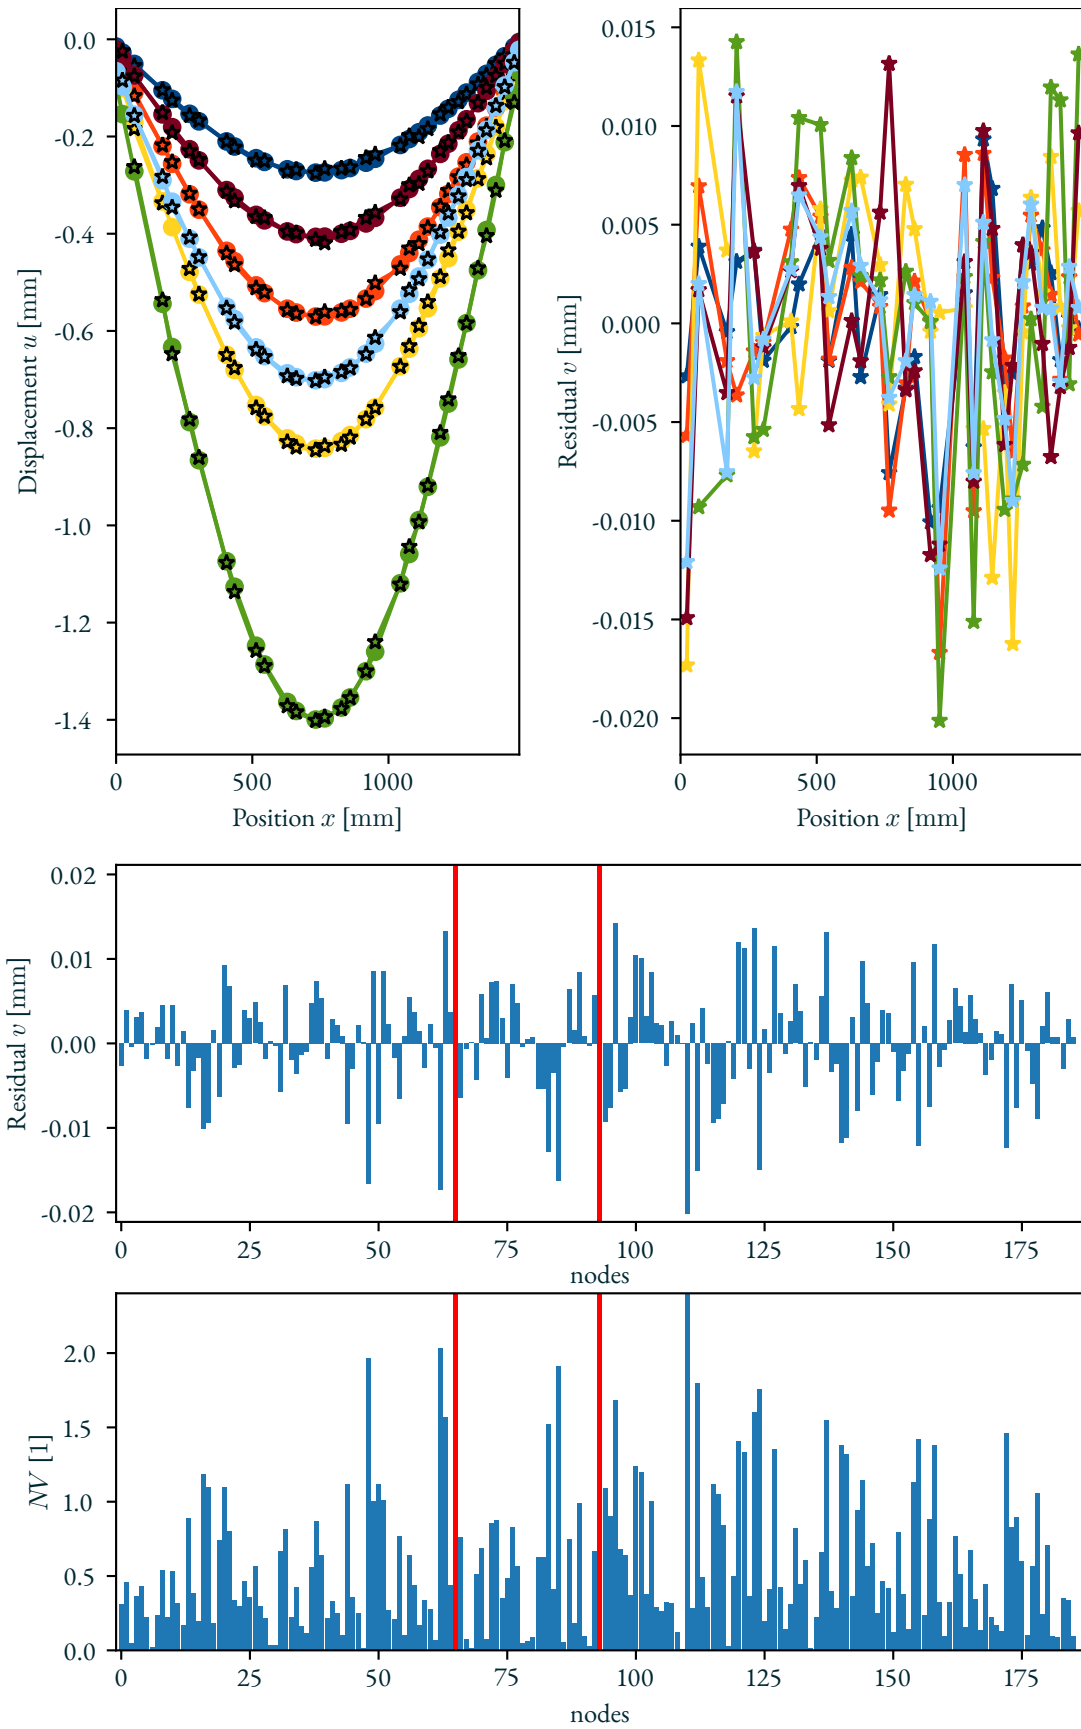 0.0
-0.2
-0.4
-0.6
-0.8
-1.0
-1.2
-1.4
Displacement u [mm]
0 500 1000
Position x [mm]
0.015
0.010
0.005
0.000
-0.005
-0.010
-0.015
-0.020
Residual v [mm]
0 500 1000
Position x [mm]
0.02
0.01
0.00
-0.01
-0.02
Residual v [mm]
0 25 50 75 100 125 150 175
nodes
2.0
1.5
1.0
0.5
0.0
NV [1]
0 25 50 75 100 125 150 175
nodes